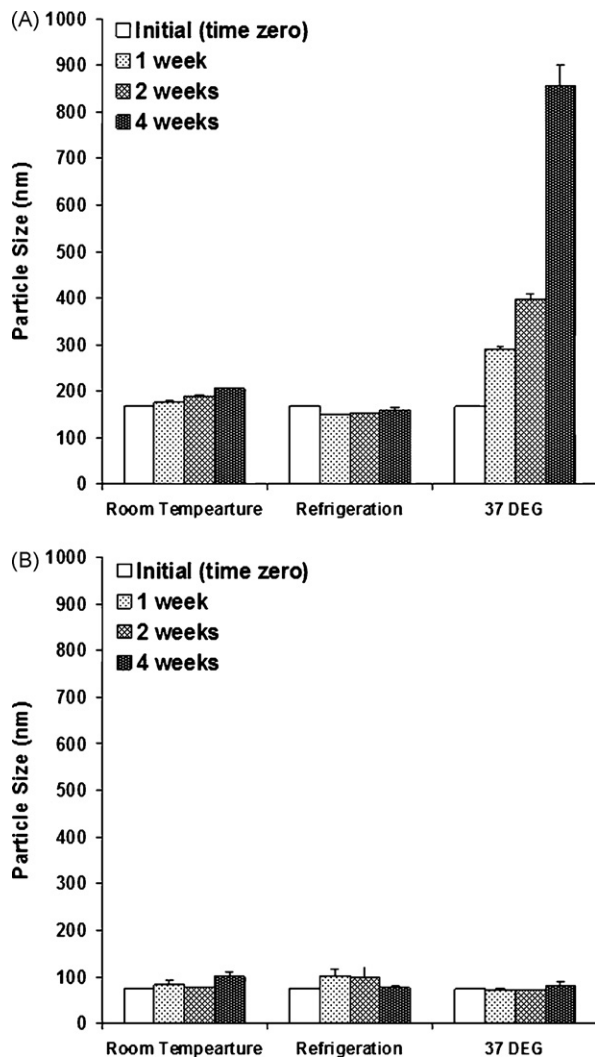 (A)
1000
900
800
700
600
500
400
300
200
100
0
Particle Size (nm)
Initial (time zero)
1 week
2 weeks
4 weeks
Room Tempearture Refrigeration 37 DEG
(B)
1000
900
800
700
600
500
400
300
200
100
0
Particle Size (nm)
Initial (time zero)
1 week
2 weeks
4 weeks
Room Tempearture Refrigeration 37 DEG